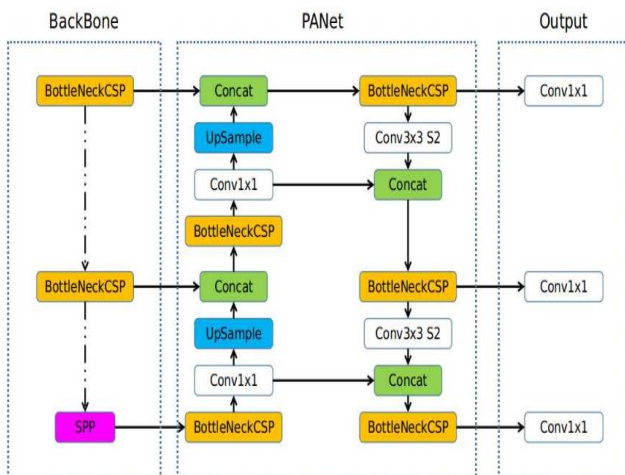 BackBone
PANet
Output
BottleNeckCSP
Concat
BottleNeckCSP
Conv1x1
UpSample
Conv3x3 S2
Conv1x1
Concat
BottleNeckCSP
BottleNeckCSP
Concat
BottleNeckCSP
Conv1x1
UpSample
Conv3x3 S2
Conv1x1
Concat
SPP
BottleNeckCSP
BottleNeckCSP
Conv1x1